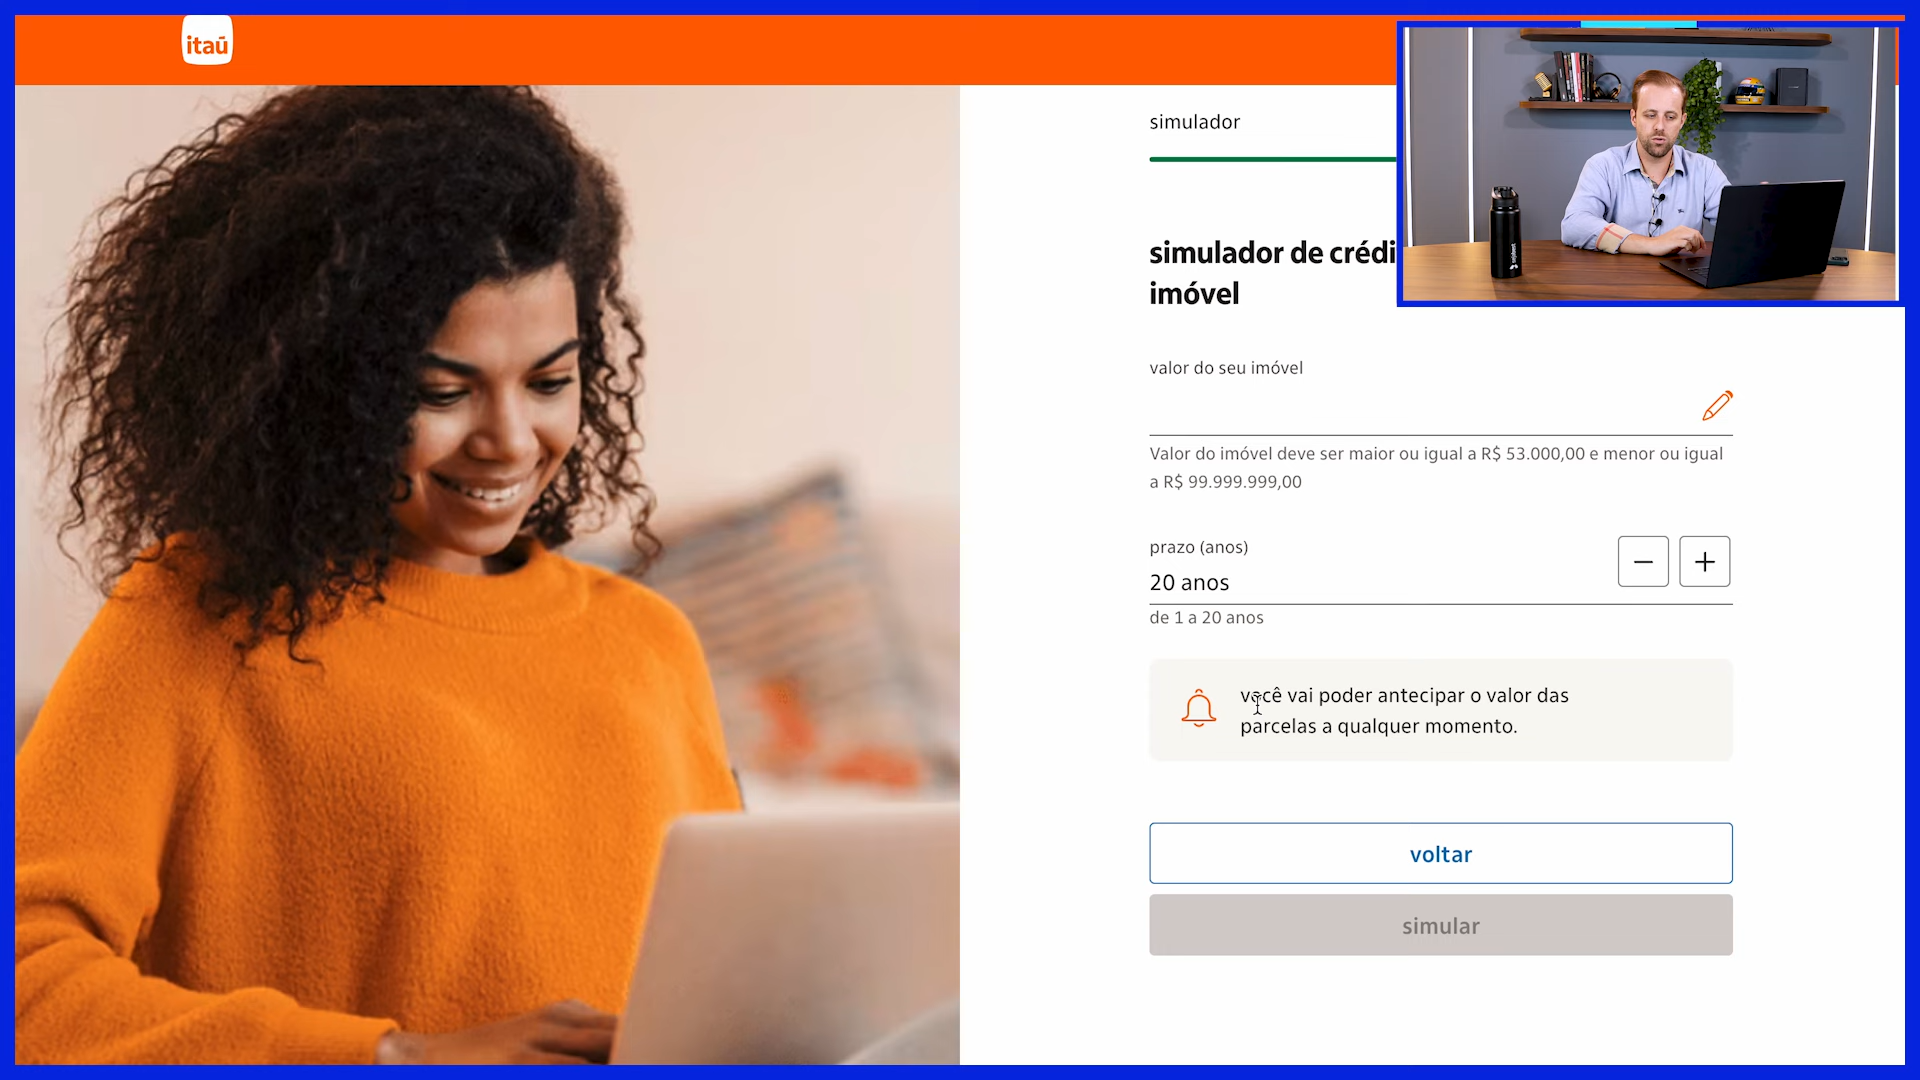 itaú
simulador
simulador de crédi
imóvel
valor do seu imóvel
Valor do imóvel deve ser maior ou igual a R$ 53.000,00 e menor ou igual
a R$ 99.999.999,00
prazo (anos)
20 anos
de 1 a 20 anos
você vai poder antecipar o valor das
parcelas a qualquer momento.
voltar
simular